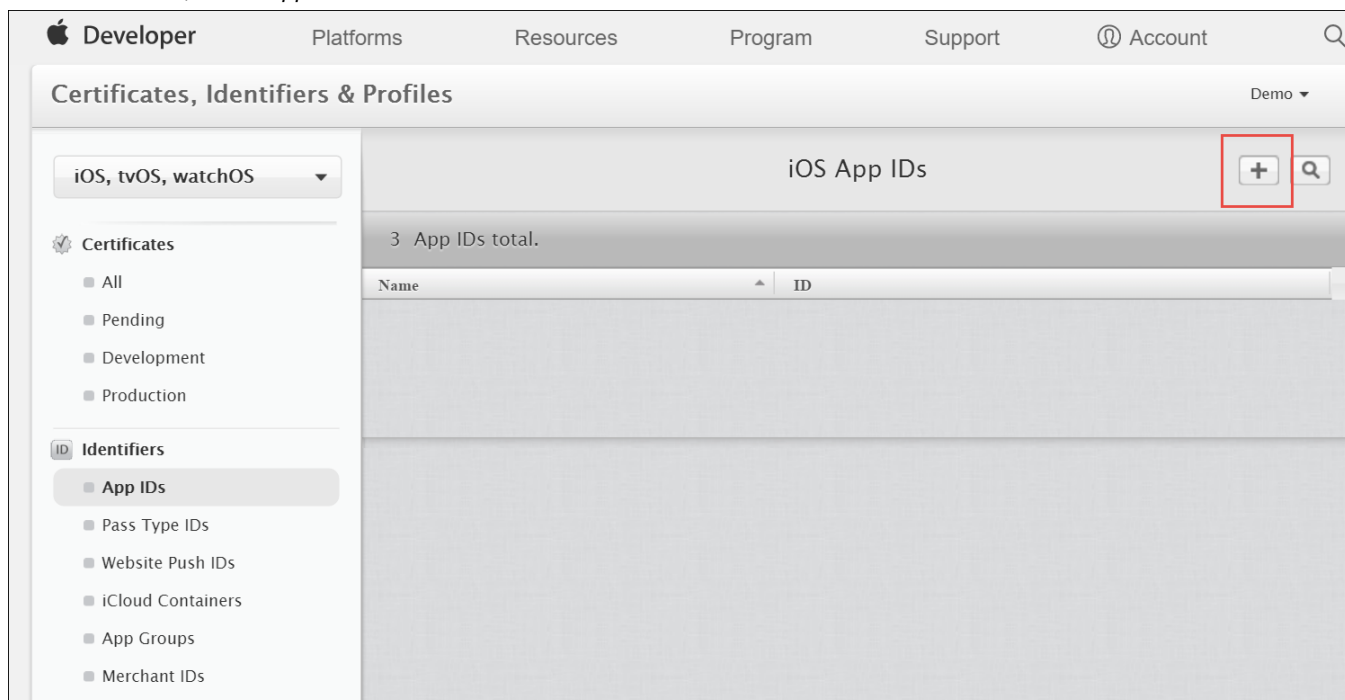 Developer Platforms Resources Program Support Account
Certificates, Identifiers & Profiles Demo
iOS, tvOS, watchOS
iOS App IDs
3 App IDs total.
Name ID
Certificates
All
Pending
Development
Production
ID Identifiers
App IDs
Pass Type IDs
Website Push IDs
iCloud Containers
App Groups
Merchant IDs